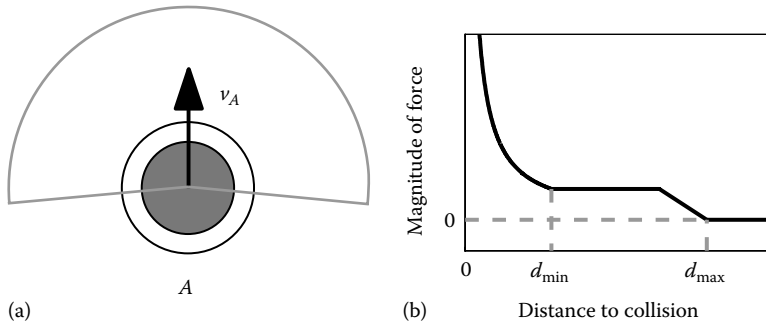 v_A
A
(a)
Magnitude of force
0
0
d_min
d_max
(b)
Distance to collision